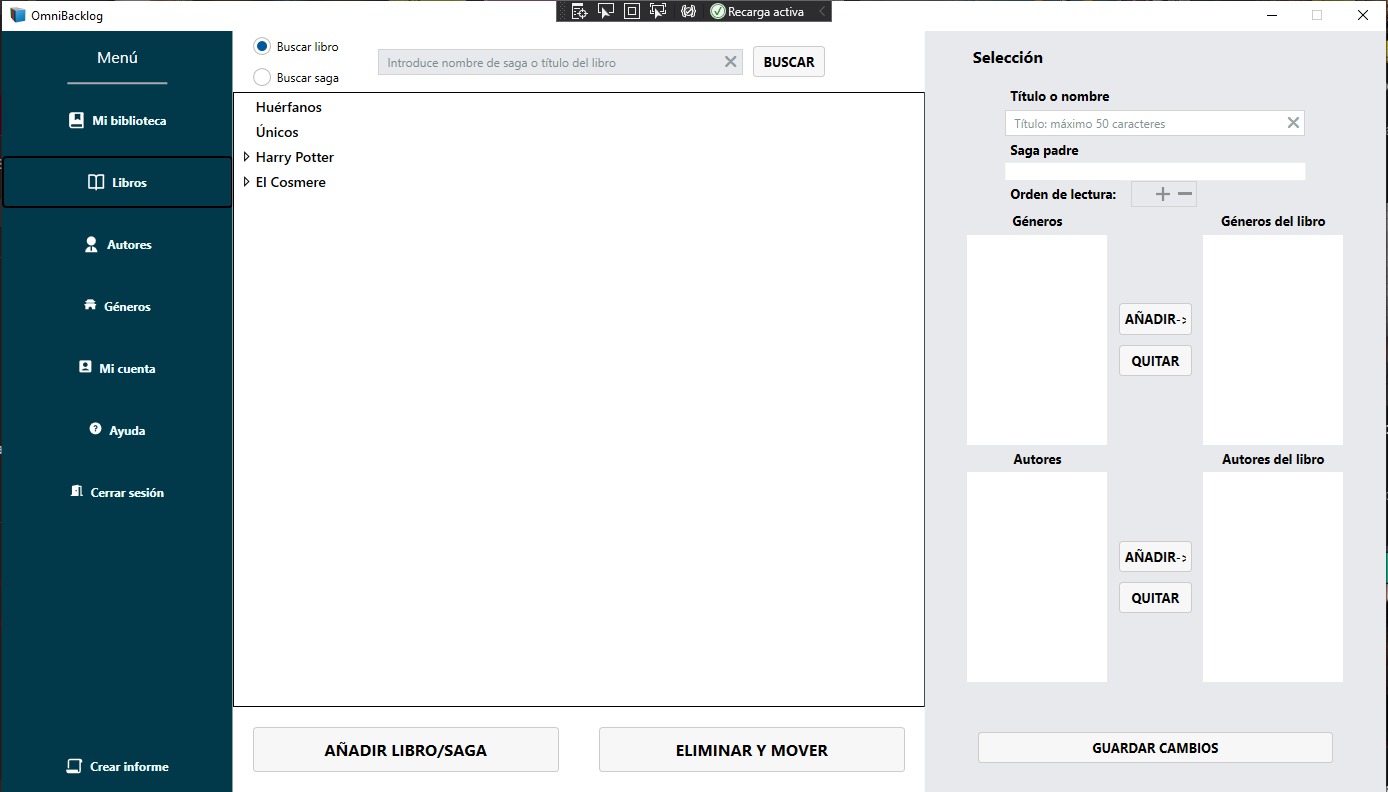 OmniBacklog
Recarga activa
Menú
Mi biblioteca
Libros
Autores
Géneros
Mi cuenta
Ayuda
Cerrar sesión
Crear informe
Buscar libro
Buscar saga
Introduce nombre de saga o título del libro
BUSCAR
Huérfanos
Únicos
Harry Potter
El Cosmere
AÑADIR LIBRO/SAGA
ELIMINAR Y MOVER
Selección
Título o nombre
Título: máximo 50 caracteres
Saga padre
Orden de lectura:
Géneros
Géneros del libro
AÑADIR->
QUITAR
Autores
Autores del libro
AÑADIR->
QUITAR
GUARDAR CAMBIOS